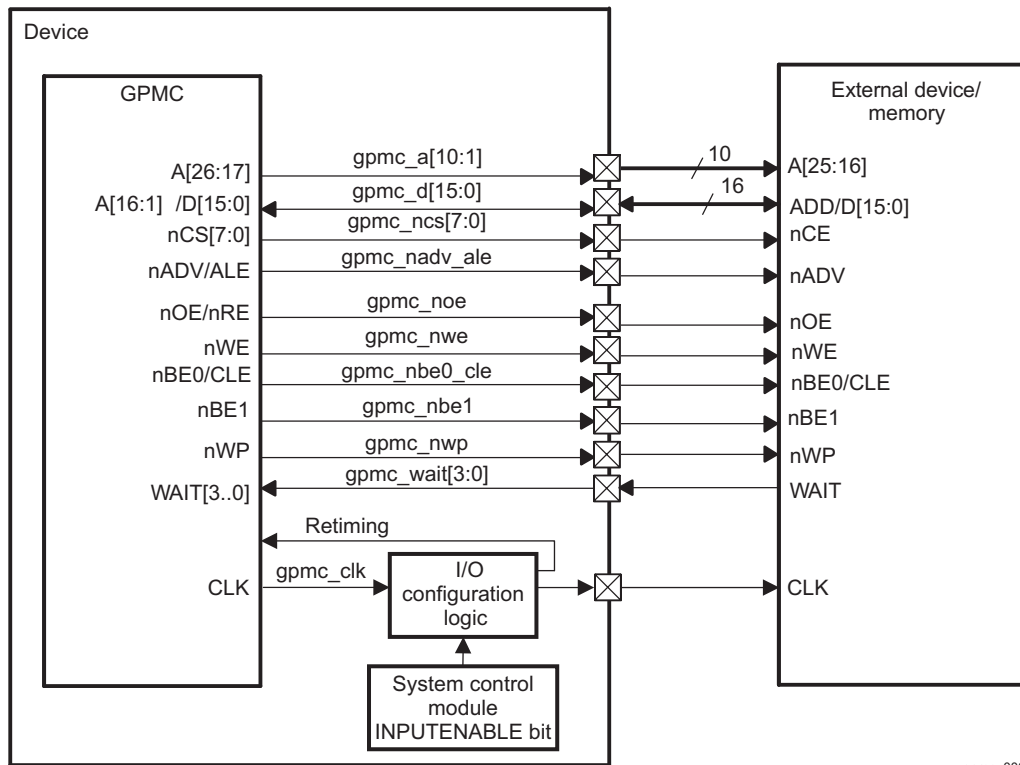 Device
GPMC
External device/
memory
A[26:17]
gpmc_a[10:1]
10
A[25:16]
A[16:1] /D[15:0]
gpmc_d[15:0]
16
ADD/D[15:0]
nCS[7:0]
gpmc_ncs[7:0]
nCE
nADV/ALE
gpmc_nadv_ale
nADV
nOE/nRE
gpmc_noe
nOE
nWE
gpmc_nwe
nWE
nBE0/CLE
gpmc_nbe0_cle
nBE0/CLE
nBE1
gpmc_nbe1
nBE1
nWP
gpmc_nwp
nWP
WAIT[3..0]
gpmc_wait[3:0]
WAIT
Retiming
CLK
gpmc_clk
I/O
configuration
logic
CLK
System control
module
INPUTENABLE bit